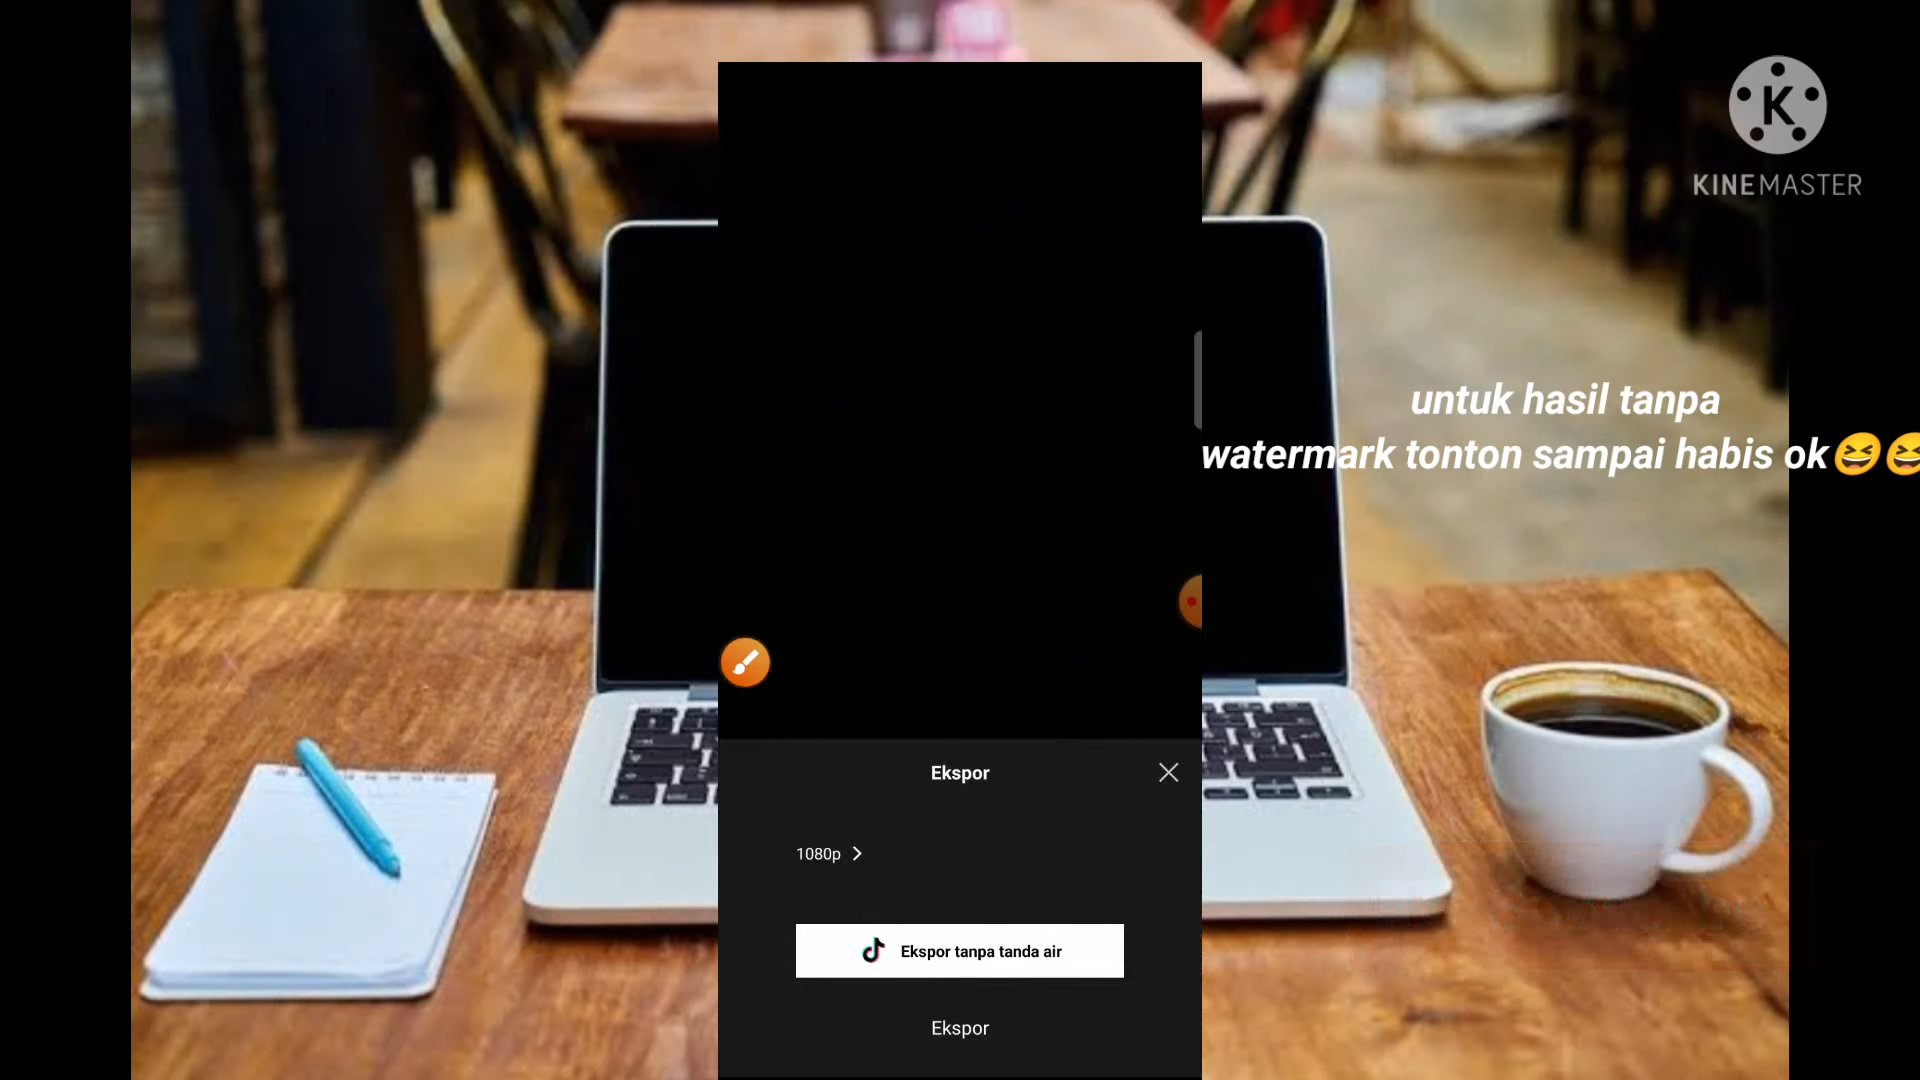 K
KINEMASTER
untuk hasil tanpa
watermark tonton sampai habis ok😆😆
Ekspor
1080p
Ekspor tanpa tanda air
Ekspor